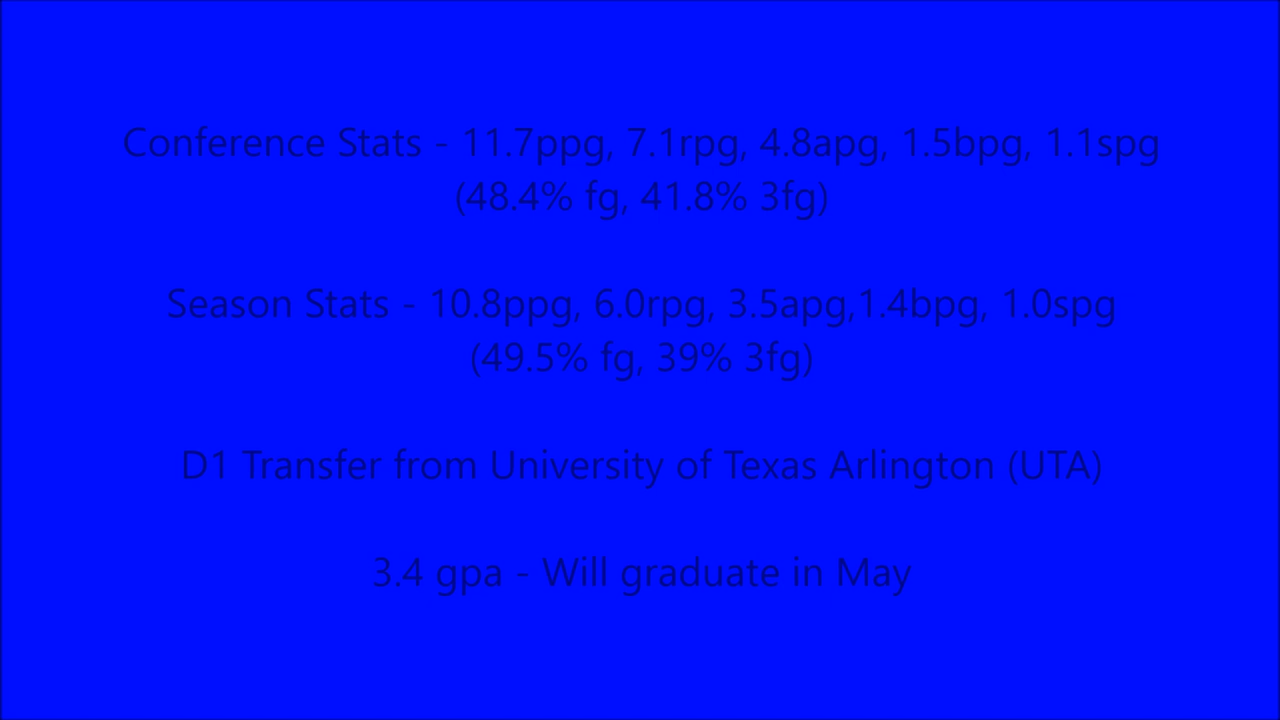 Conference Stats - 11.7ppg, 7.1rpg, 4.8apg, 1.5bpg, 1.1spg
(48.4% fg, 41.8% 3fg)
Season Stats - 10.8ppg, 6.0rpg, 3.5apg,1.4bpg, 1.0spg
(49.5% fg, 39% 3fg)
D1 Transfer from University of Texas Arlington (UTA)
3.4 gpa - Will graduate in May